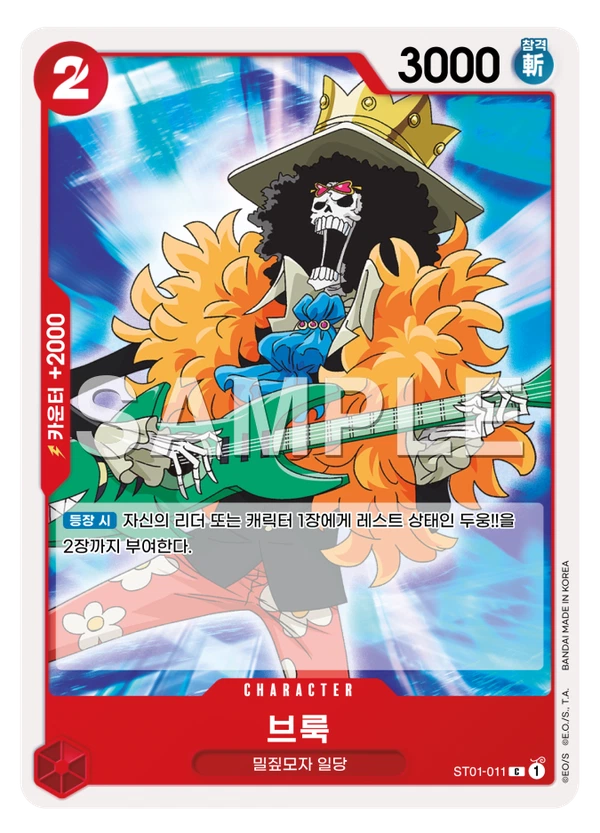 2
3000
참격
斬
⚡카운터 +2000
SAMPLE
등장 시 자신의 리더 또는 캐릭터 1장에게 레스트 상태인 두웅!!을
2장까지 부여한다.
CHARACTER
브룩
밀짚모자 일당
ST01-011 C 1
©EO/S ©E.O./S., T.A. BANDAI MADE IN KOREA